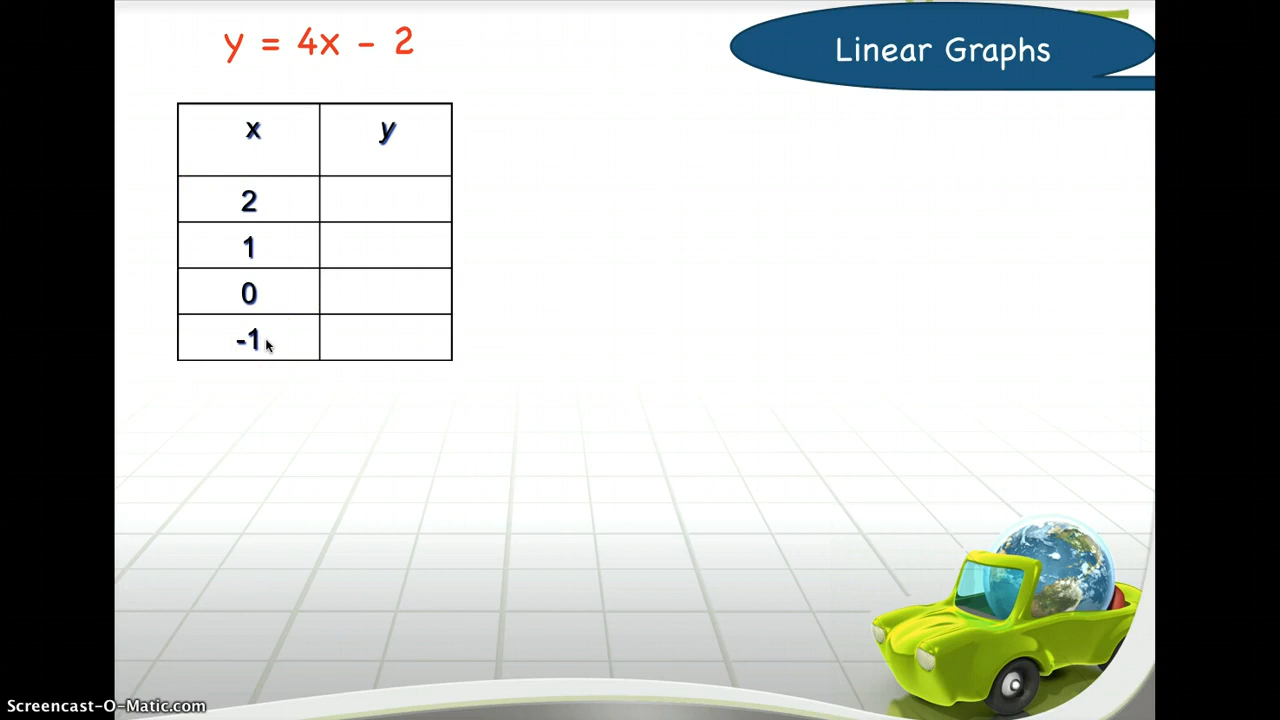 y = 4x - 2
Linear Graphs
x y
2
1
0
-1
Screencast-O-Matic.com